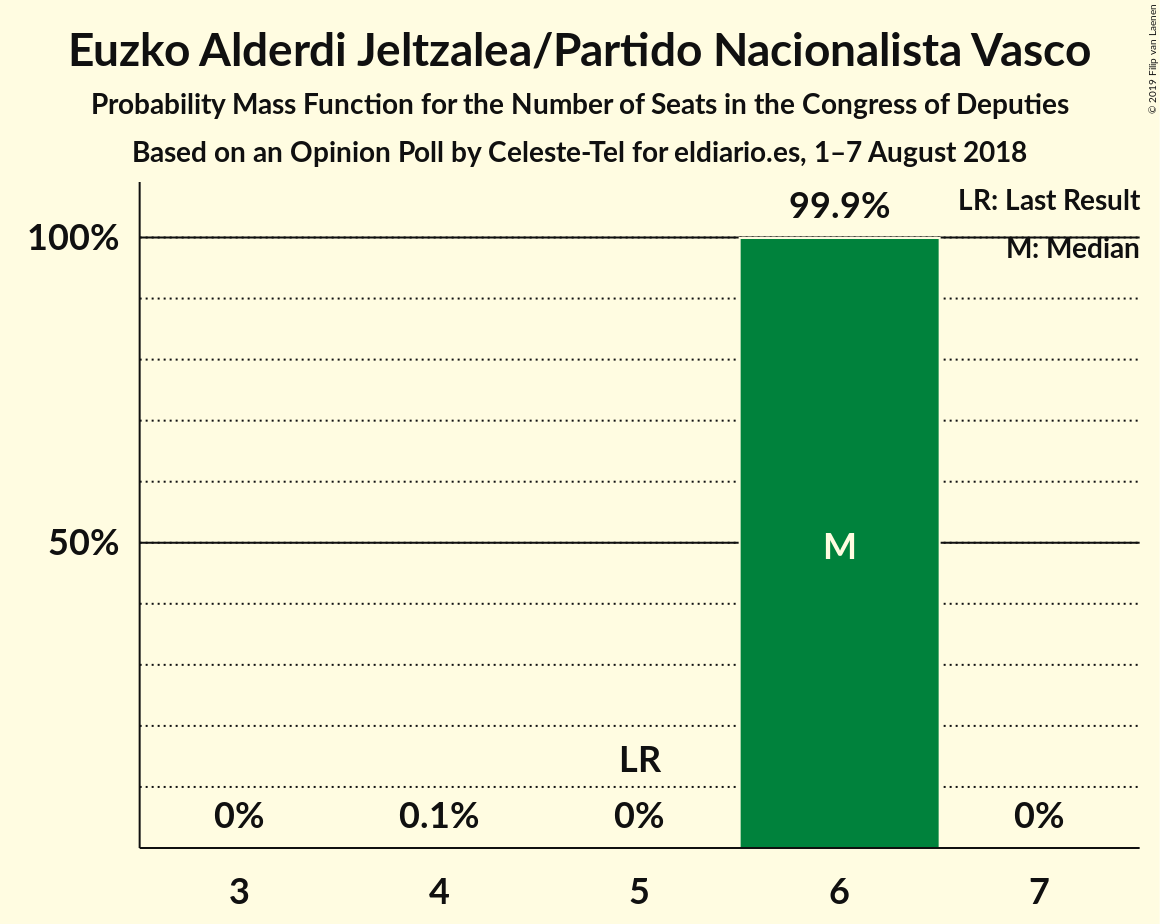 Euzko Alderdi Jeltzalea/Partido Nacionalista Vasco
Probability Mass Function for the Number of Seats in the Congress of Deputies
Based on an Opinion Poll by Celeste-Tel for eldiario.es, 1–7 August 2018
© 2019 Filip van Laenen
99.9%
LR: Last Result
100%
M: Median
50%
M
LR
0%
0.1%
0%
0%
3
4
5
6
7